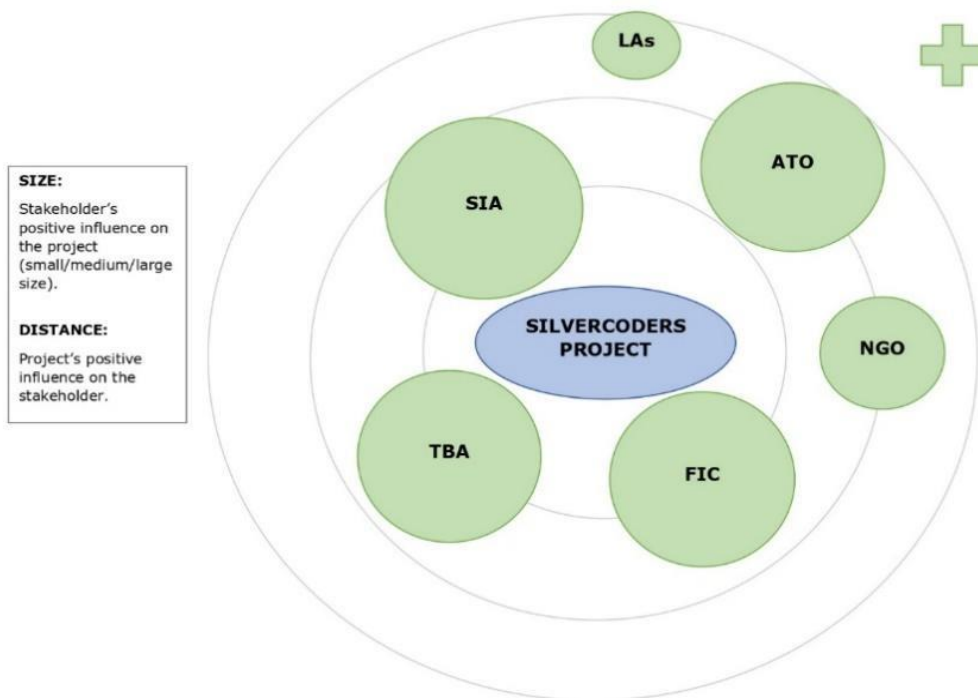 LAs
ATO
SIA
SIZE:
Stakeholder's
positive influence on
the project
(small/medium/large
size).
DISTANCE:
Project's positive
influence on the
stakeholder.
SILVERCODERS
PROJECT
NGO
TBA
FIC